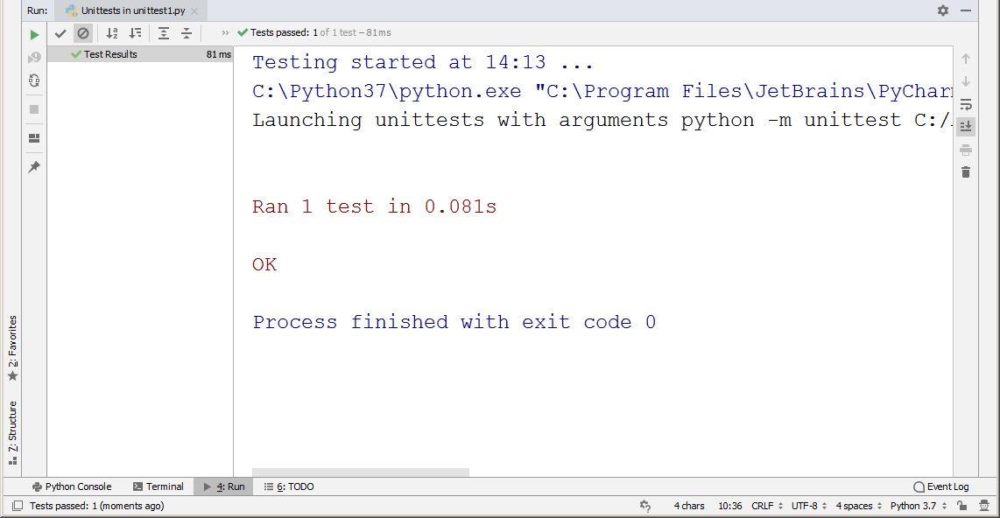 Run: Unittests in unittest1.py
Tests passed: 1 of 1 test – 81 ms
Test Results 81 ms
Testing started at 14:13 ...
C:\Python37\python.exe "C:\Program Files\JetBrains\PyChar
Launching unittests with arguments python -m unittest C:/
Ran 1 test in 0.081s
OK
Process finished with exit code 0
2: Favorites
7: Structure
Python Console Terminal 4: Run 6: TODO Event Log
Tests passed: 1 (moments ago) 4 chars 10:36 CRLF UTF-8 4 spaces Python 3.7